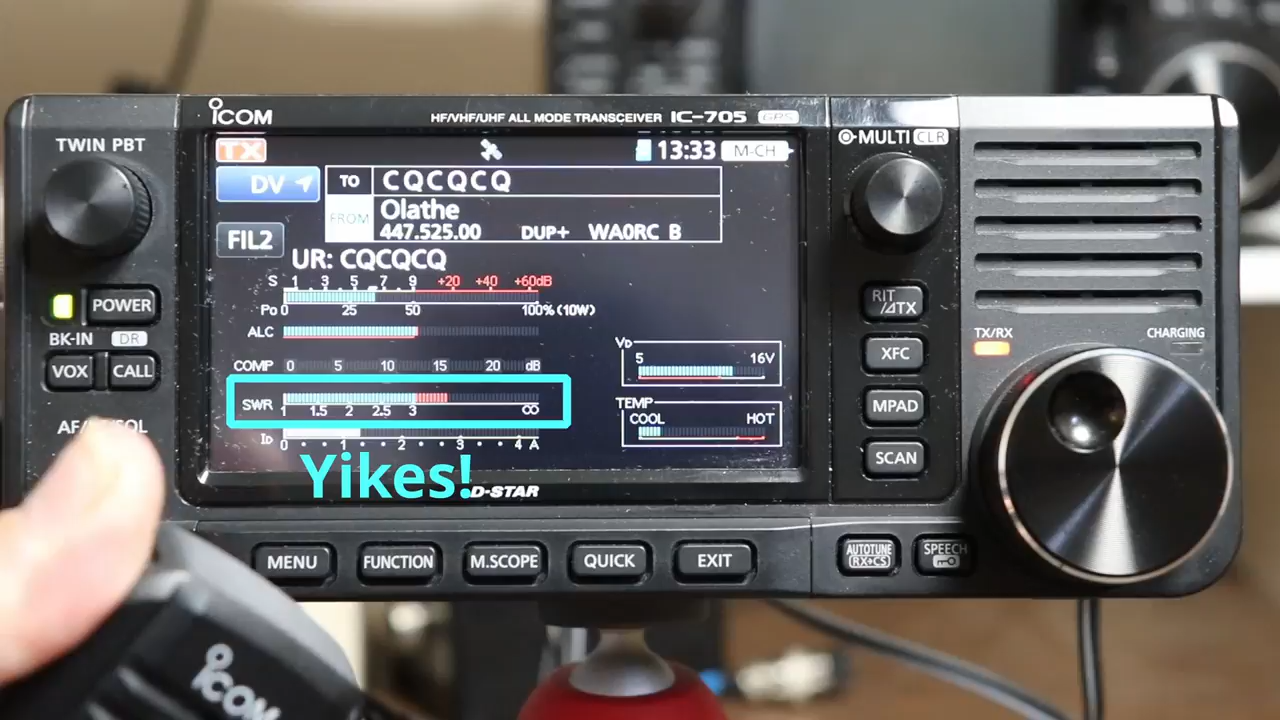 ICOM
HF/VHF/UHF ALL MODE TRANSCEIVER IC-705 GPS
TWIN PBT
MULTI CLR
TX
13:33 M-CH
DV
TO CQCQCQ
FROM Olathe
447.525.00 DUP+ WA0RC B
FIL2
UR: CQCQCQ
S 1 3 5 7 9 +20 +40 +60dB
Po 0 25 50 100% (10W)
ALC
COMP 0 5 10 15 20 dB
SWR
1 1.5 2 2.5 3 ∞
ID 0 1 2 3 4 A
VD
5 16V
TEMP
COOL HOT
Yikes!
D-STAR
POWER
BK-IN DR
VOX CALL
RIT/ΔTX
XFC
MPAD
SCAN
TX/RX CHARGING
MENU FUNCTION M.SCOPE QUICK EXIT
AUTOTUNE
RX→CS
SPEECH
ICOM